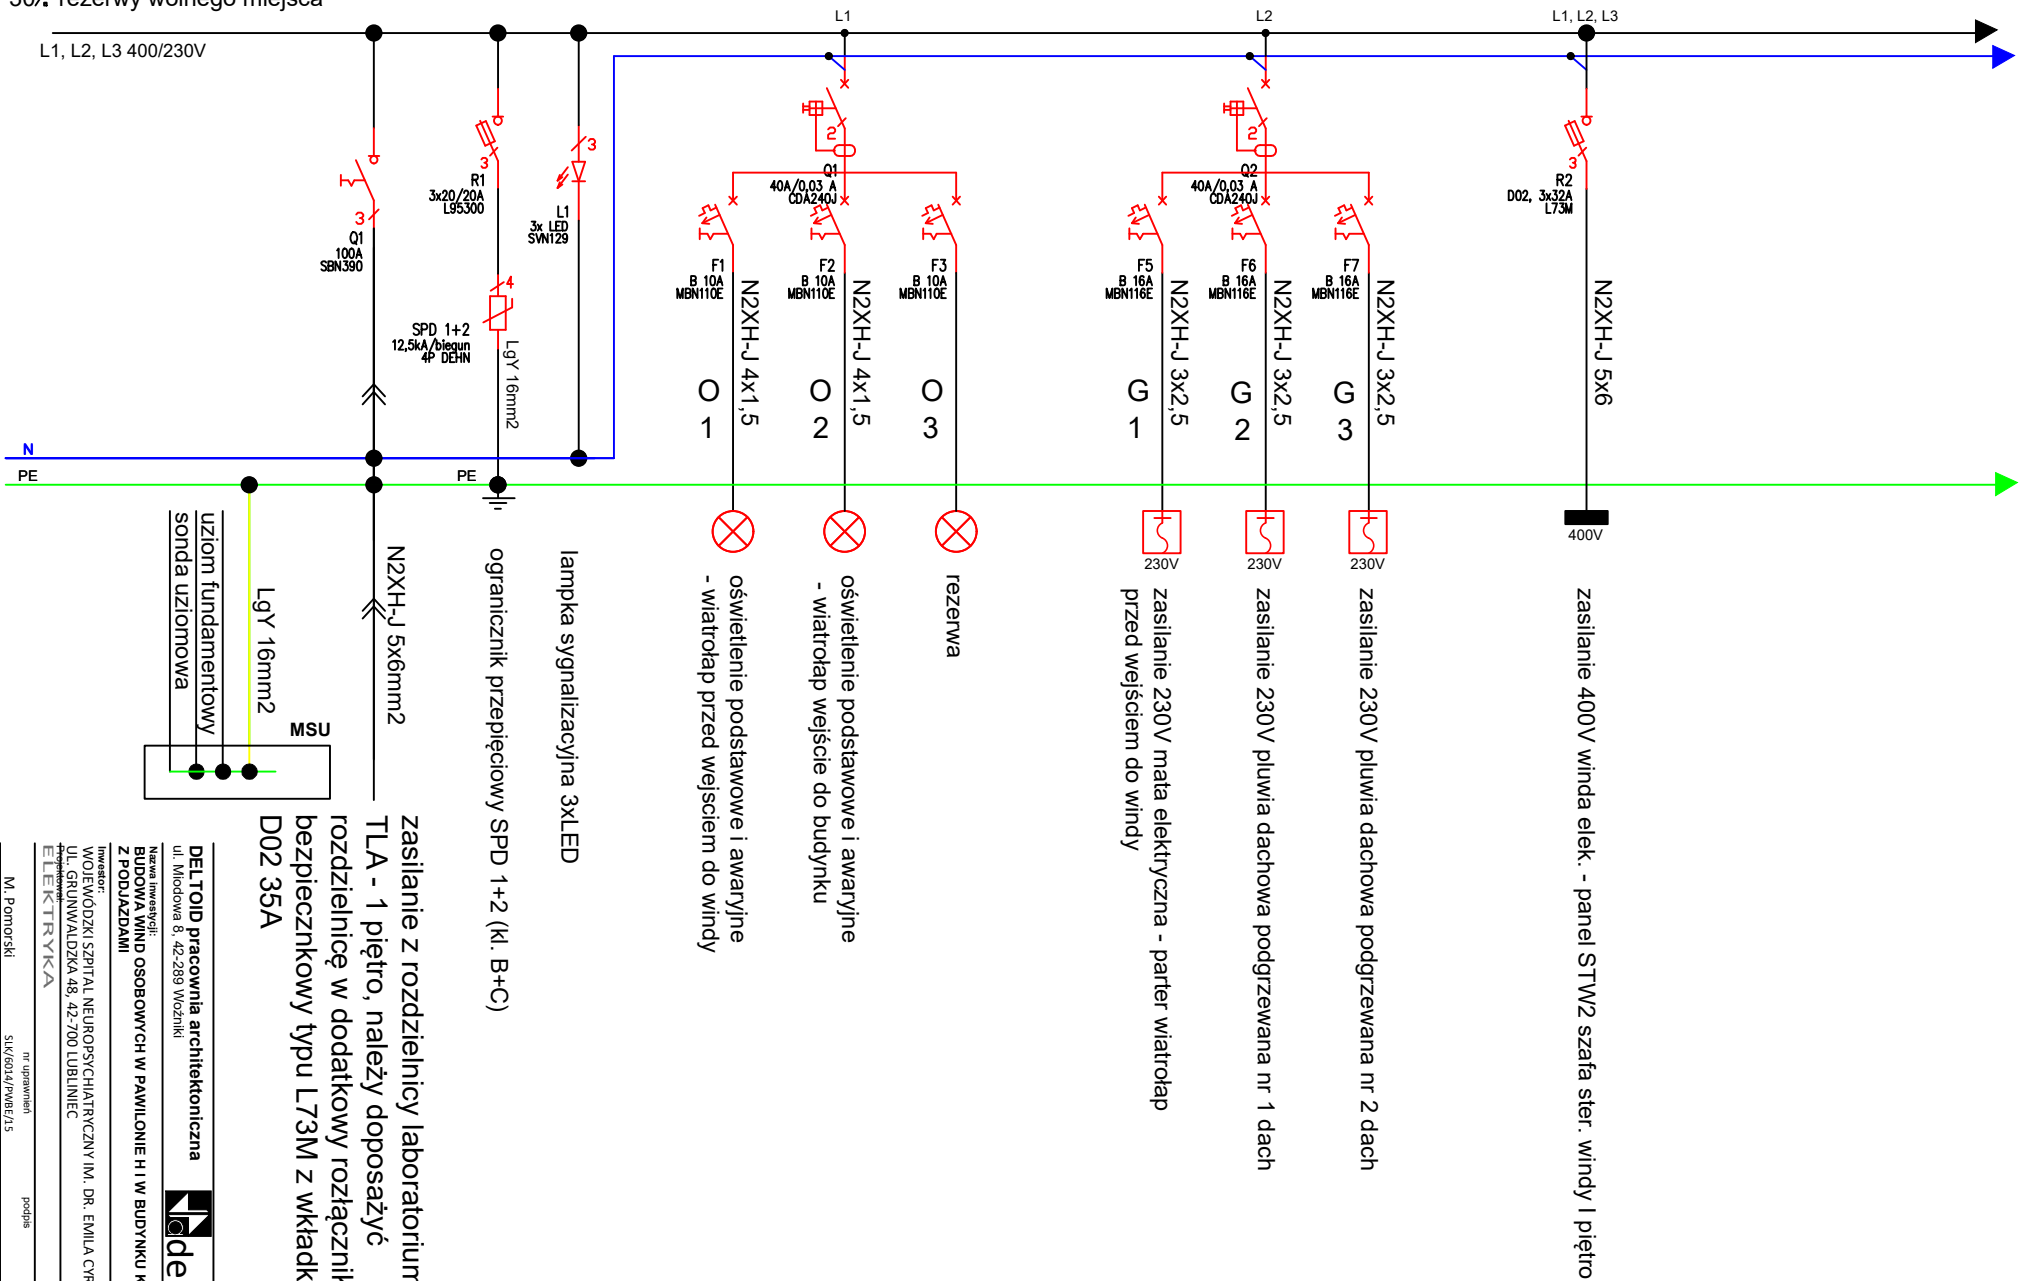 rezerwy wolnego miejsca
L1, L2, L3 400/230V
L1
L2
L1, L2, L3
3
Q1
100A
SBN390
3
R1
3x20/20A
L95300
3
L1
3x LED
SVN129
4
SPD 1+2
12,5kA/biegun
4P DEHN
LgY 16mm2
2
Q1
40A/0,03 A
CDA240J
F1
B 10A
MBN110E
N2XH-J 4x1,5
O
1
F2
B 10A
MBN110E
N2XH-J 4x1,5
O
2
F3
B 10A
MBN110E
O
3
2
Q2
40A/0,03 A
CDA240J
F5
B 16A
MBN116E
N2XH-J 3x2,5
G
1
F6
B 16A
MBN116E
N2XH-J 3x2,5
G
2
F7
B 16A
MBN116E
N2XH-J 3x2,5
G
3
3
R2
D02, 3x32A
L73M
N2XH-J 5x6
N
PE
PE
230V
230V
230V
400V
sonda uziomowa
uziom fundamentowy
LgY 16mm2
MSU
N2XH-J 5x6mm2
ogranicznik przepięciowy SPD 1+2 (kl. B+C)
lampka sygnalizacyjna 3xLED
oświetlenie podstawowe i awaryjne
- wiatrołap przed wejsciem do windy
oświetlenie podstawowe i awaryjne
- wiatrołap wejście do budynku
rezerwa
zasilanie 230V mata elektryczna - parter wiatrołap
przed wejściem do windy
zasilanie 230V pluwia dachowa podgrzewana nr 1 dach
zasilanie 230V pluwia dachowa podgrzewana nr 2 dach
zasilanie 400V winda elek. - panel STW2 szafa ster. windy I piętro
zasilanie z rozdzielnicy laboratorium
TLA - 1 piętro, należy doposażyć
rozdzielnicę w dodatkowy rozłącznik
bezpiecznkowy typu L73M z wkładk
D02 35A
DELTOID pracownia architektoniczna
ul. Miodowa 8, 42-289 Woźniki
de
Nazwa inwestycji:
BUDOWA WIND OSOBOWYCH W PAWILONIE H I W BUDYNKU K
Z PODJAZDAMI
Inwestor:
WOJEWÓDZKI SZPITAL NEUROPSYCHIATRYCZNY IM. DR. EMILA CYR
UL. GRUNWALDZKA 48, 42-700 LUBLINIEC
Projektował:
ELEKTRYKA
nr uprawnień
podpis
M. Pomorski
SLK/6014/PWBE/15